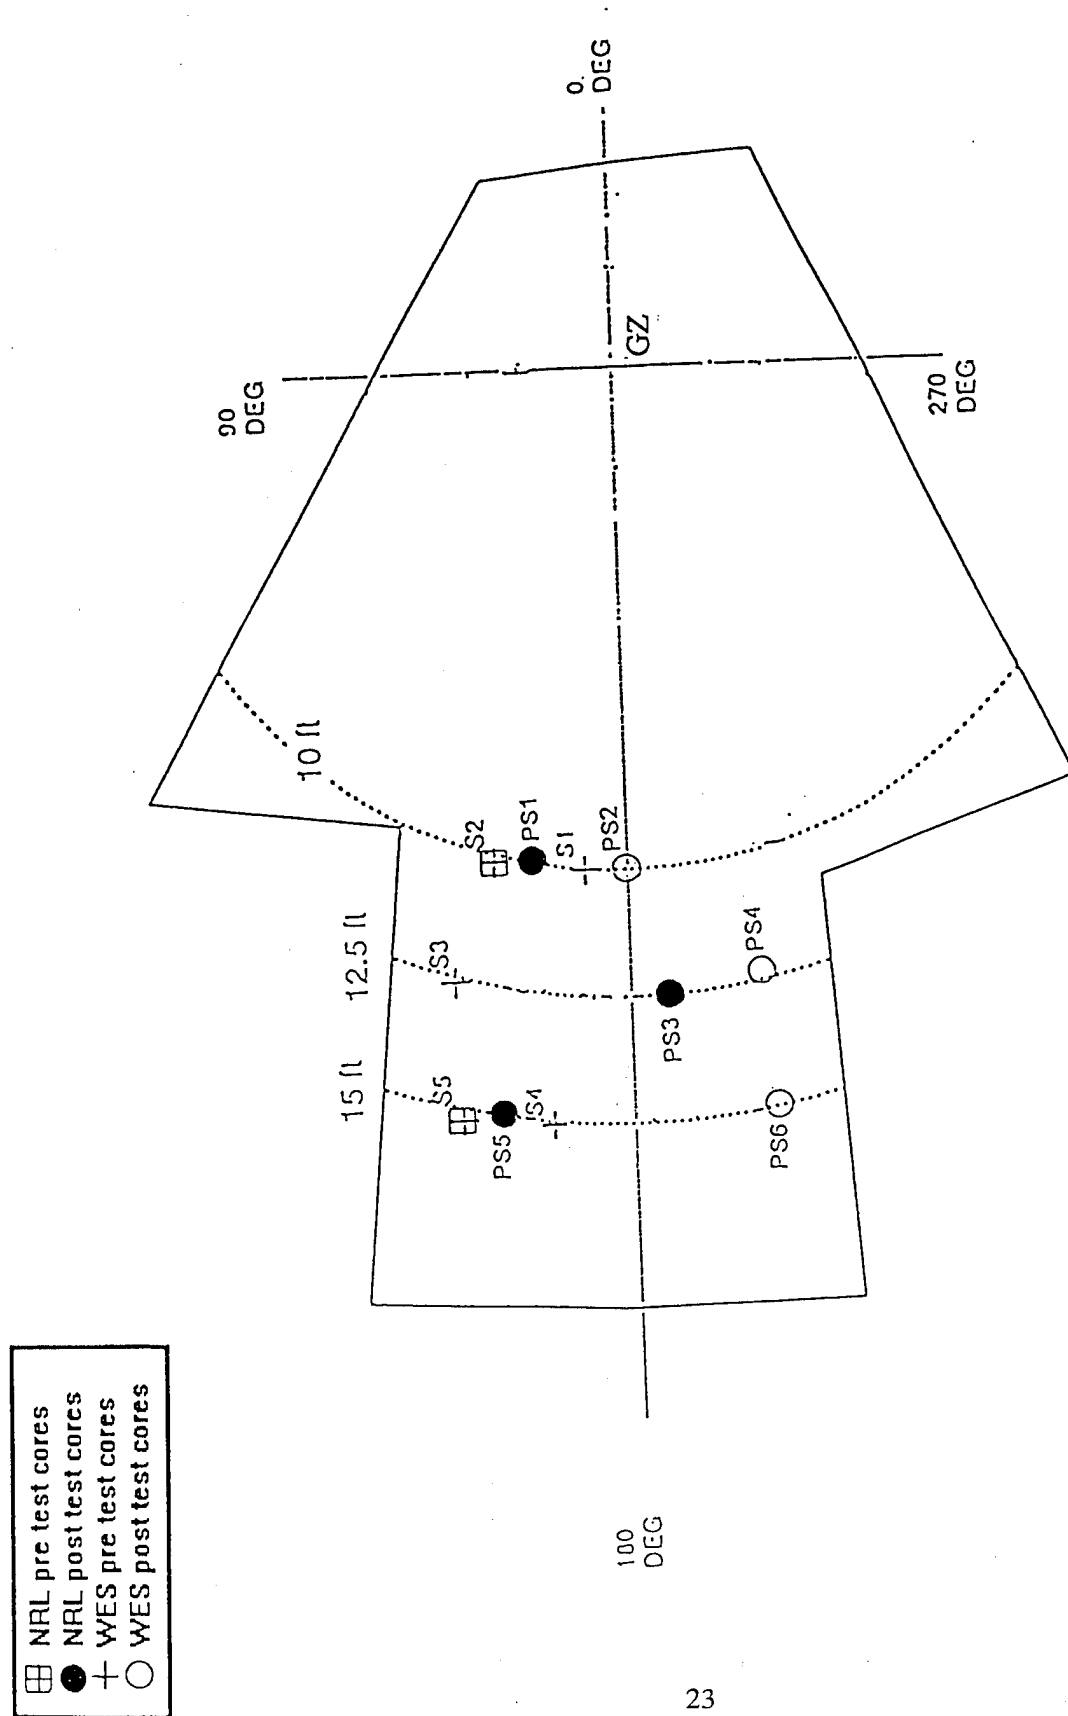 NRL pre test cores
NRL post test cores
WES pre test cores
WES post test cores
0.
DEG
90
DEG
GZ
270
DEG
10 ft
S2
PS1
S1
PS2
12.5 ft
S3
PS4
PS3
15 ft
S5
S4
PS5
PS6
180
DEG
23